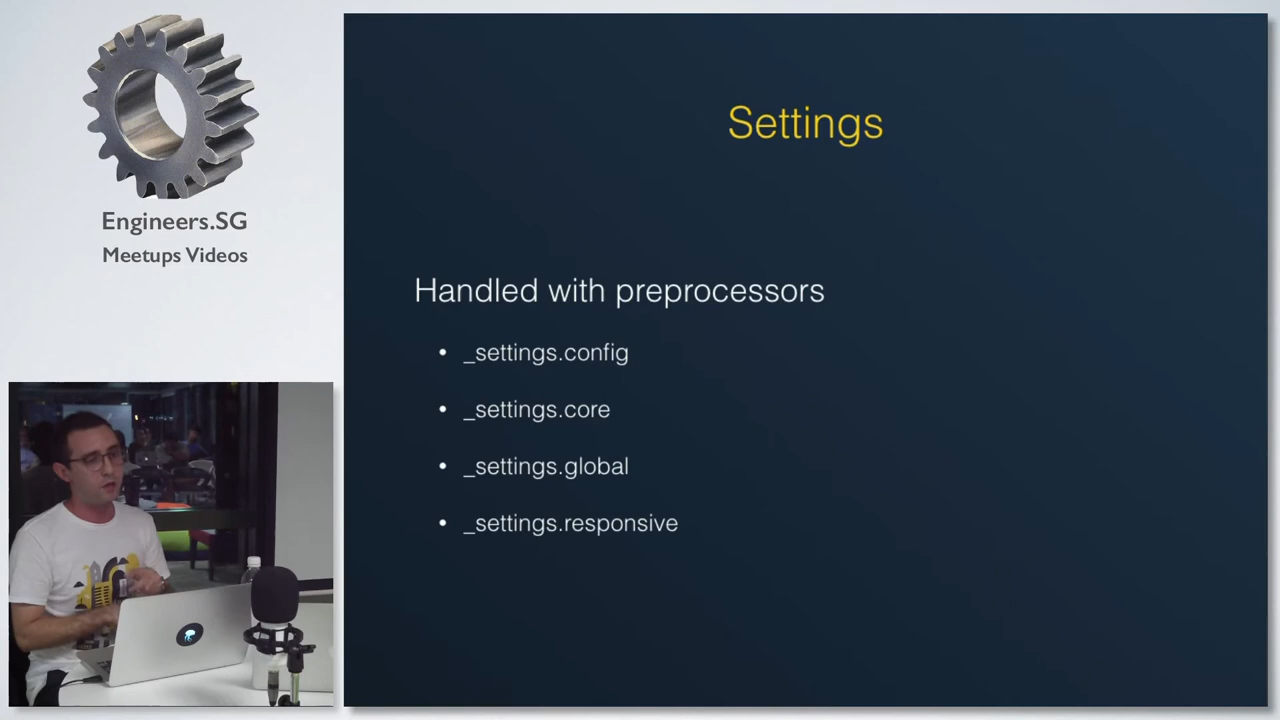 Engineers.SG
Meetups Videos
Settings
Handled with preprocessors
• _settings.config
• _settings.core
• _settings.global
• _settings.responsive